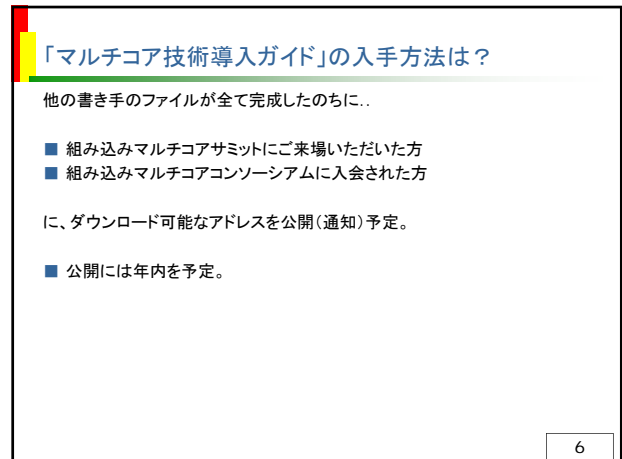 「マルチコア技術導入ガイド」の入手方法は？
他の書き手のファイルが全て完成したのちに..
■ 組み込みマルチコアサミットにご来場いただいた方
■ 組み込みマルチコアコンソーシアムに入会された方
に、ダウンロード可能なアドレスを公開（通知）予定。
■ 公開には年内を予定。
6